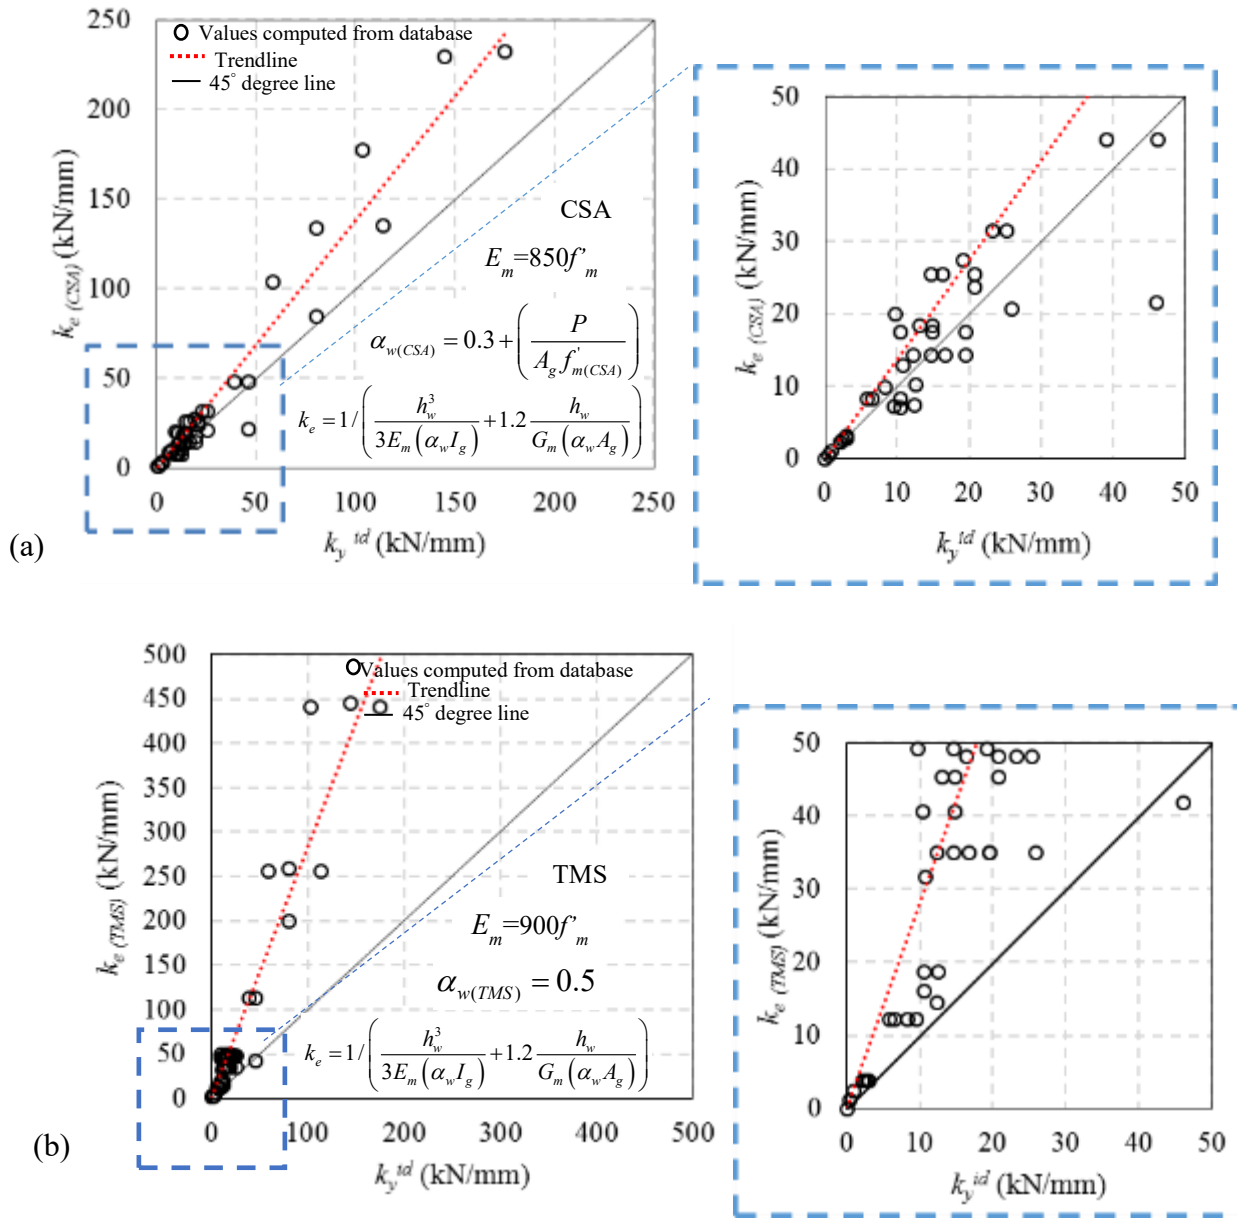 250
200
150
100
50
0
k_e (CSA) (kN/mm)
Values computed from database
Trendline
45° degree line
CSA
E_m=850f'_m
α_w(CSA) = 0.3 + (P / A_g f'_m(CSA))
k_e = 1/(h_w^3 / 3E_m(α_w I_g) + 1.2 h_w / G_m(α_w A_g))
0 50 100 150 200 250
k_y^id (kN/mm)
(a)
50
40
30
20
10
0
k_e (CSA) (kN/mm)
0 10 20 30 40 50
k_y^id (kN/mm)
500
450
400
350
300
250
200
150
100
50
0
k_e (TMS) (kN/mm)
Values computed from database
Trendline
45° degree line
TMS
E_m=900f'_m
α_w(TMS) = 0.5
k_e = 1/(h_w^3 / 3E_m(α_w I_g) + 1.2 h_w / G_m(α_w A_g))
0 100 200 300 400 500
k_y^id (kN/mm)
(b)
50
40
30
20
10
0
k_e (TMS) (kN/mm)
0 10 20 30 40 50
k_y^id (kN/mm)